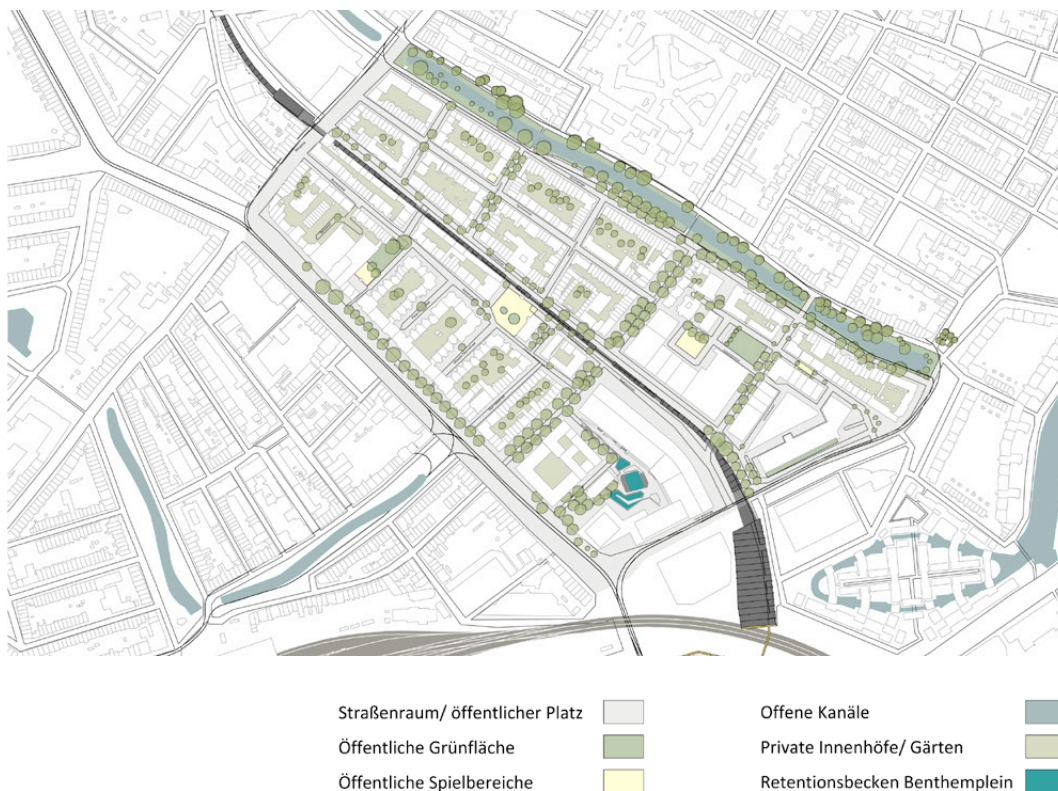 Straßenraum/ öffentlicher Platz
Öffentliche Grünfläche
Öffentliche Spielbereiche
Offene Kanäle
Private Innenhöfe/ Gärten
Retentionsbecken Benthemplein